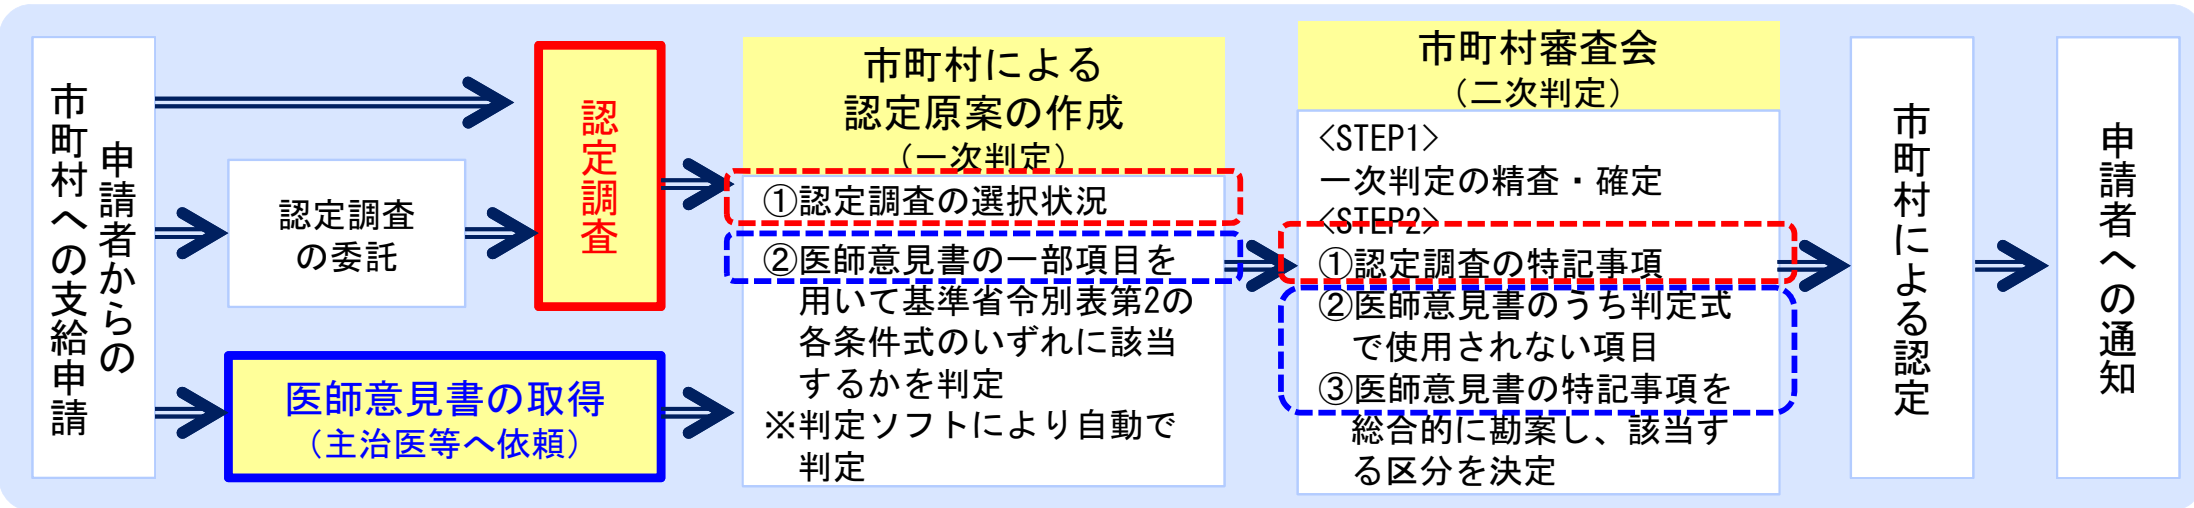 申請者からの
市町村への支給申請
認定調査
の委託
認定調査
医師意見書の取得
（主治医等へ依頼）
市町村による
認定原案の作成
（一次判定）
①認定調査の選択状況
②医師意見書の一部項目を
用いて基準省令別表第2の
各条件式のいずれに該当
するかを判定
※判定ソフトにより自動で
判定
市町村審査会
（二次判定）
<STEP1>
一次判定の精査・確定
<STEP2>
①認定調査の特記事項
②医師意見書のうち判定式
で使用されない項目
③医師意見書の特記事項を
総合的に勘案し、該当す
る区分を決定
市町村による認定
申請者への通知